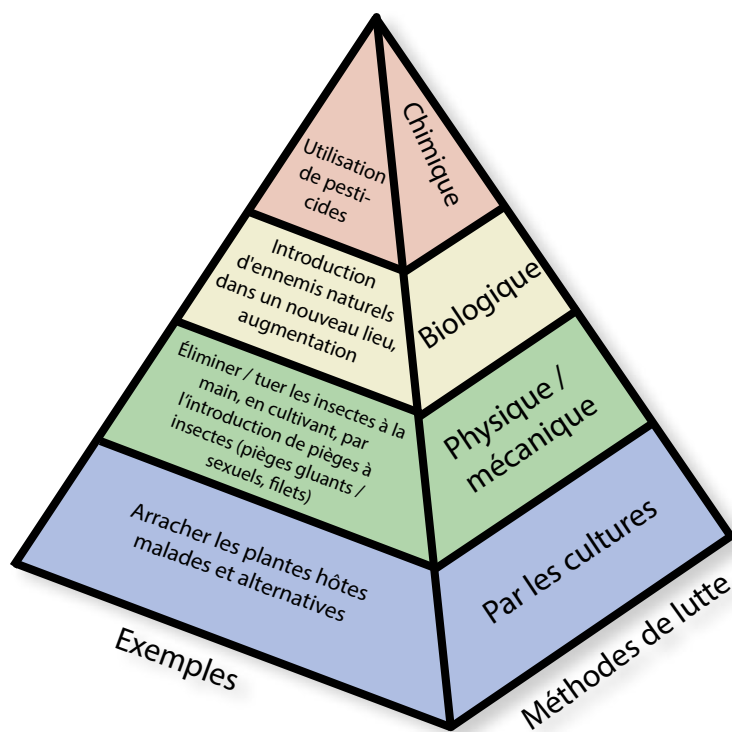 Utilisation
de pesti-
cides
Chimique
Introduction
d'ennemis naturels
dans un nouveau lieu,
augmentation
Biologique
Éliminer / tuer les insectes à la
main, en cultivant, par
l'introduction de pièges à
insectes (pièges gluants /
sexuels, filets)
Physique /
mécanique
Arracher les plantes hôtes
malades et alternatives
Par les cultures
Exemples
Méthodes de lutte